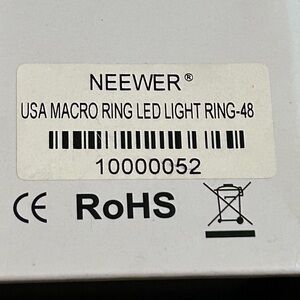 NEEWER®
USA MACRO RING LED LIGHT RING-48
10000052
CE RoHS